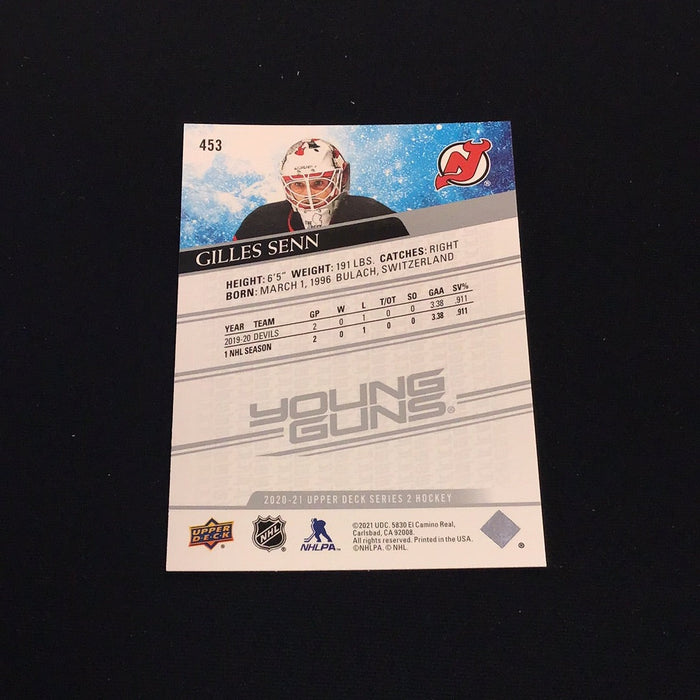 453
GILLES SENN
HEIGHT: 6'5" WEIGHT: 191 LBS. CATCHES: RIGHT
BORN: MARCH 1, 1996 BULACH, SWITZERLAND
YEAR TEAM GP W L T/OT SO GAA SV%
2019-20 DEVILS 2 0 1 0 0 3.38 .911
1 NHL SEASON 2 0 1 0 0 3.38 .911
YOUNG
GUNS®
2020-21 UPPER DECK SERIES 2 HOCKEY
UPPER
DECK
NHL
NHLPA
©2021 UDC. 5830 El Camino Real,
Carlsbad, CA 92008.
All rights reserved. Printed in the USA.
©NHLPA. © NHL.